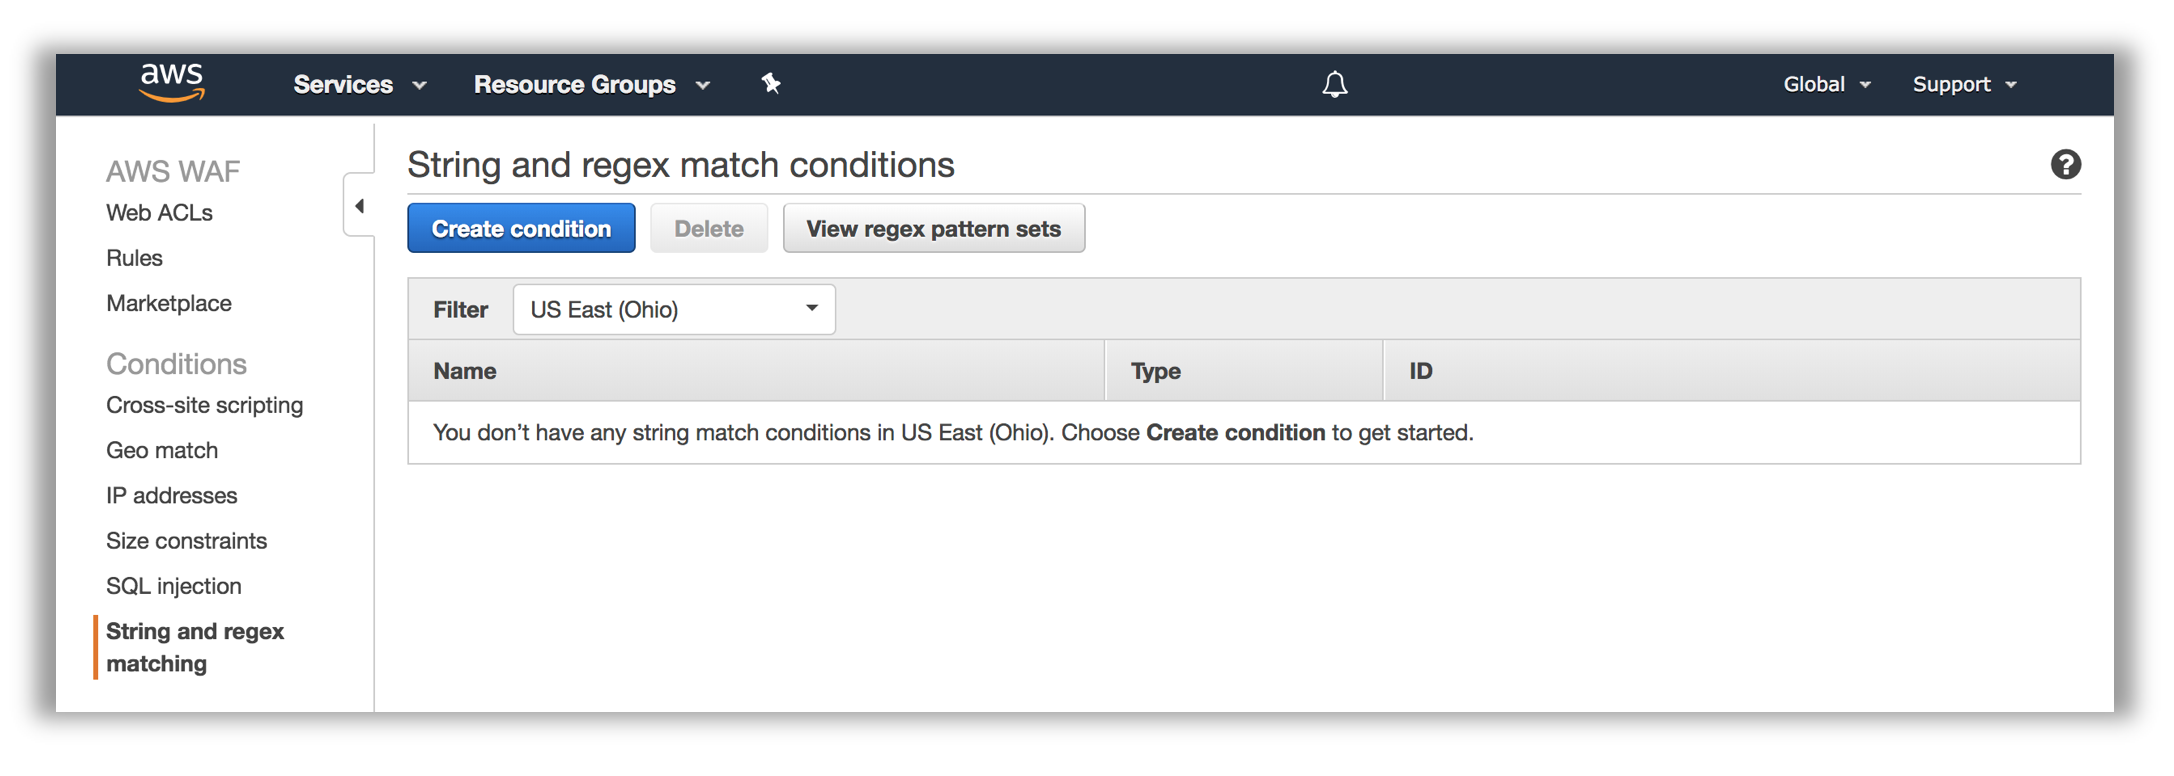 aws Services Resource Groups Global Support
AWS WAF
Web ACLs
Rules
Marketplace
Conditions
Cross-site scripting
Geo match
IP addresses
Size constraints
SQL injection
String and regex
matching
String and regex match conditions
?
Create condition Delete View regex pattern sets
Filter US East (Ohio)
Name Type ID
You don’t have any string match conditions in US East (Ohio). Choose Create condition to get started.